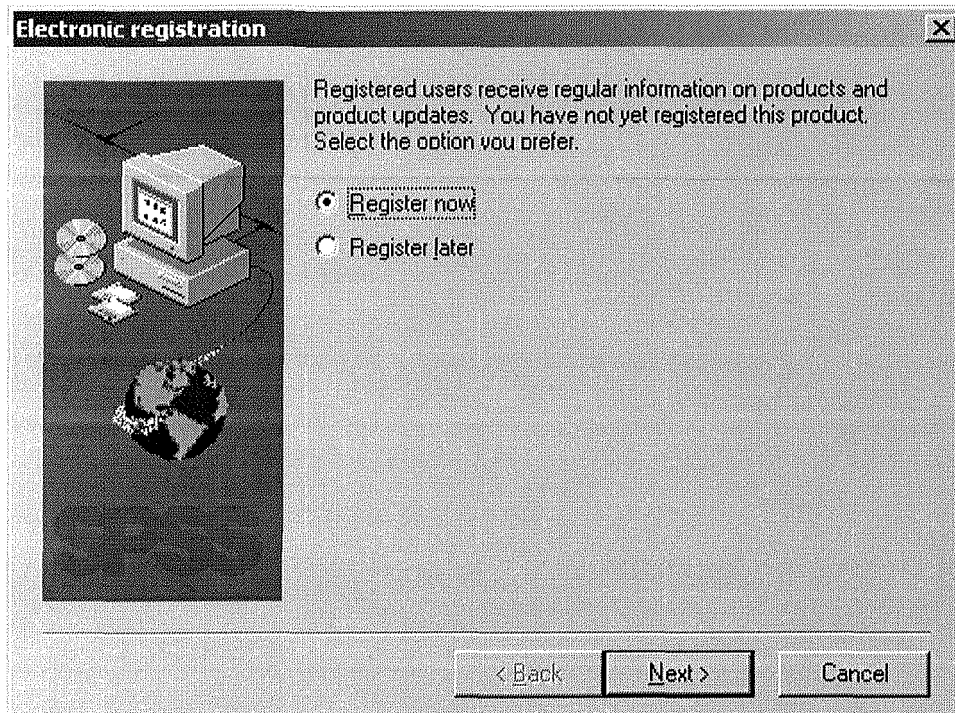 Electronic registration
Registered users receive regular information on products and
product updates. You have not yet registered this product.
Select the option you prefer.
Register now
Register later
< Back
Next >
Cancel